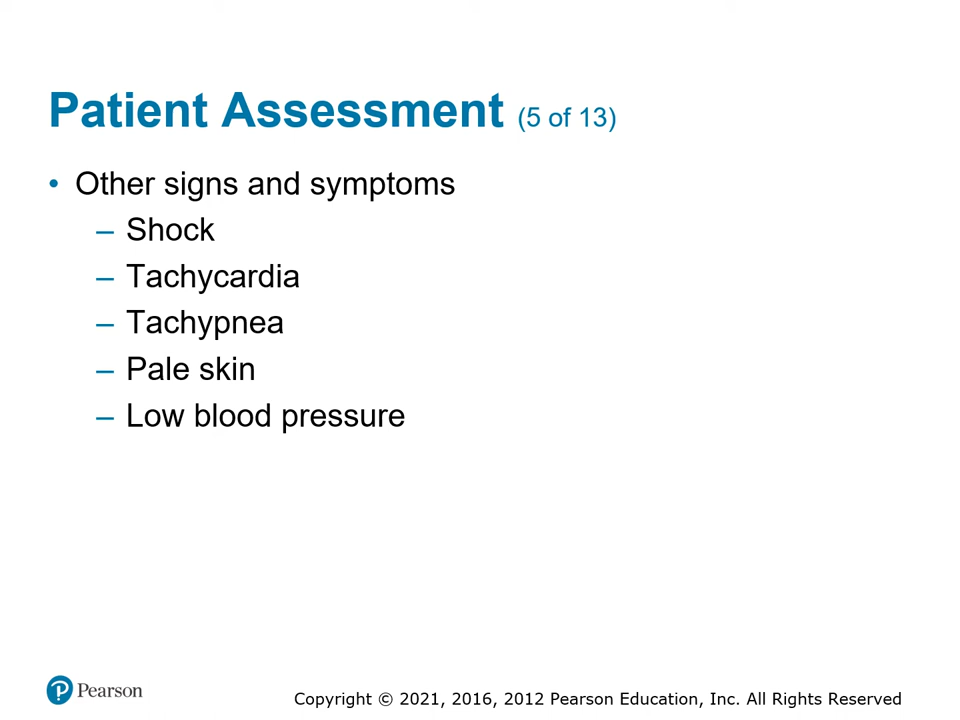 Patient Assessment (5 of 13)
• Other signs and symptoms
– Shock
– Tachycardia
– Tachypnea
– Pale skin
– Low blood pressure
Pearson
Copyright © 2021, 2016, 2012 Pearson Education, Inc. All Rights Reserved